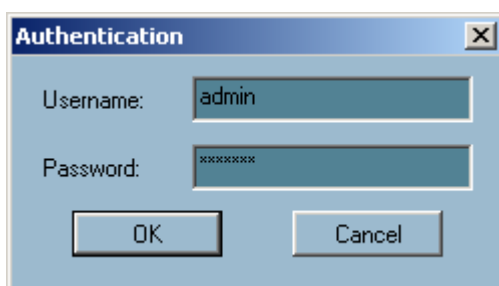 Authentication
Username: admin
Password: *******
OK Cancel